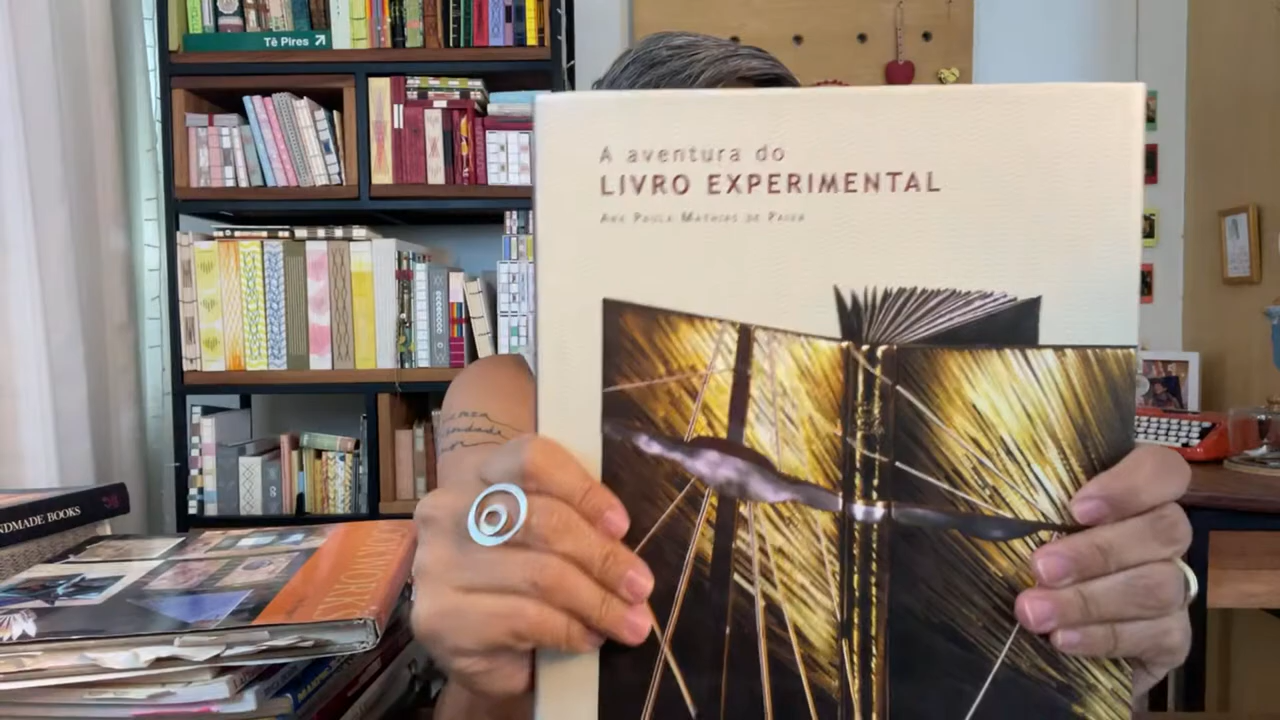 Tê Pires
A aventura do
LIVRO EXPERIMENTAL
Ana Paula Mathias de Paiva
NDMADE BOOKS